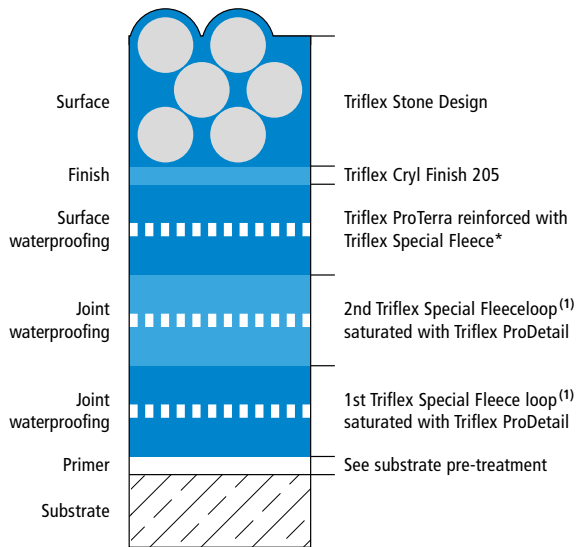 Surface
Triflex Stone Design
Finish
Triflex Cryl Finish 205
Surface
waterproofing
Triflex ProTerra reinforced with
Triflex Special Fleece*
Joint
waterproofing
2nd Triflex Special Fleeceloop(1)
saturated with Triflex ProDetail
Joint
waterproofing
1st Triflex Special Fleece loop(1)
saturated with Triflex ProDetail
Primer
See substrate pre-treatment
Substrate